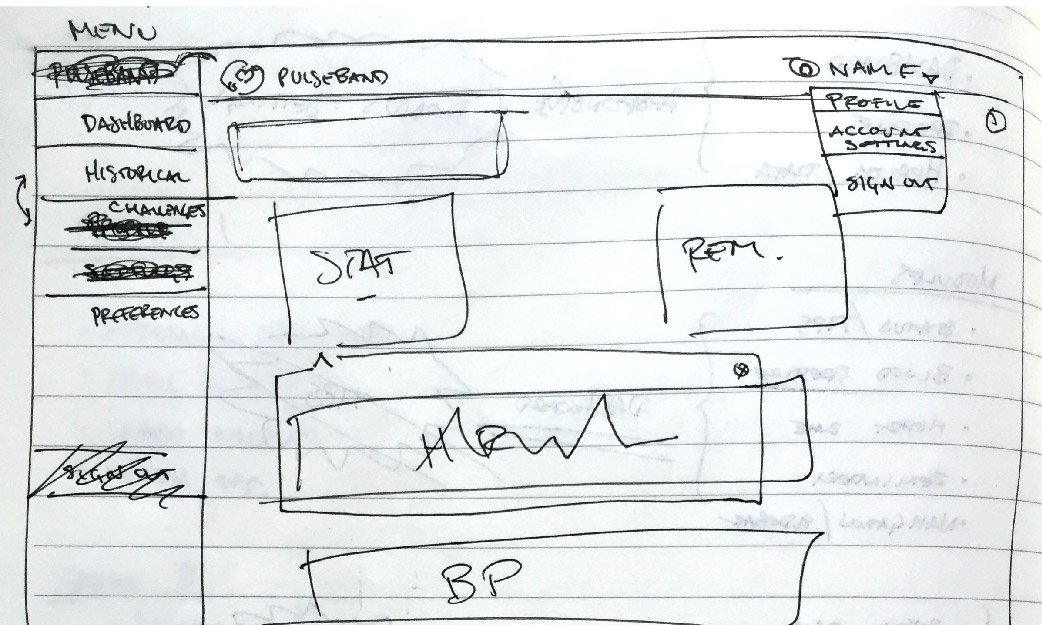 MENU
PULSEBAND
PULSEBAND
NAME
PROFILE
DASHBOARD
ACCOUNT
SETTINGS
HISTORICAL
SIGN OUT
CHALLENGES
PROFILE
STAT
REM.
SETTINGS
PREFERENCES
HR
SIGN OUT
BP